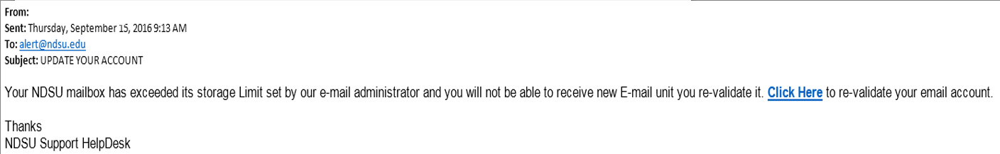 From:
Sent: Thursday, September 15, 2016 9:13 AM
To: alert@ndsu.edu
Subject: UPDATE YOUR ACCOUNT
Your NDSU mailbox has exceeded its storage Limit set by our e-mail administrator and you will not be able to receive new E-mail unit you re-validate it. Click Here to re-validate your email account.
Thanks
NDSU Support HelpDesk